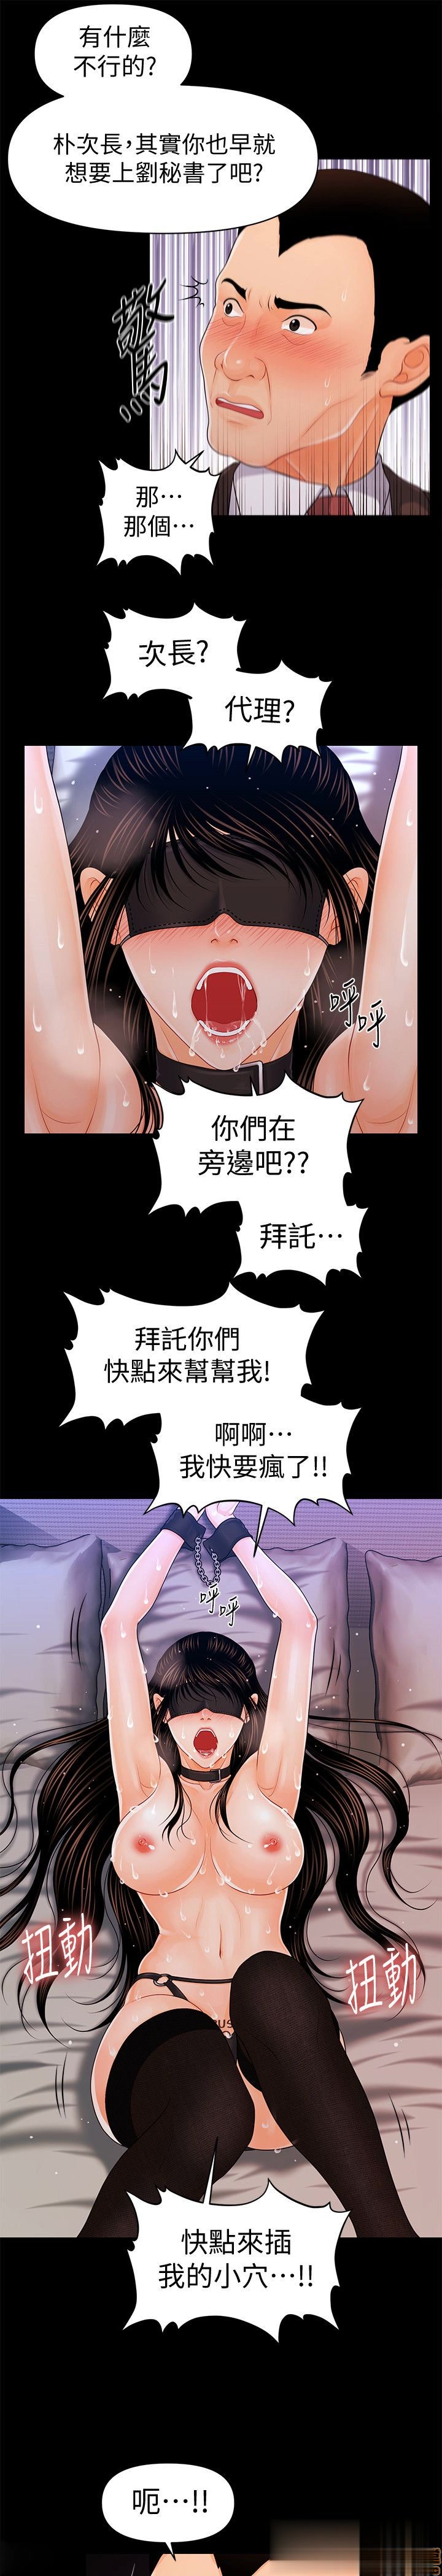 有什麼
不行的?
朴次長,其實你也早就
想要上劉秘書了吧?
驚
那⋯
那個⋯
次長?
代理?
呼
呼
你們在
旁邊吧??
拜託⋯
拜託你們
快點來幫幫我!
啊啊⋯
我快要瘋了!!
呼
呼
扭動
扭動
快點來插
我的小穴⋯!!
呃⋯!!